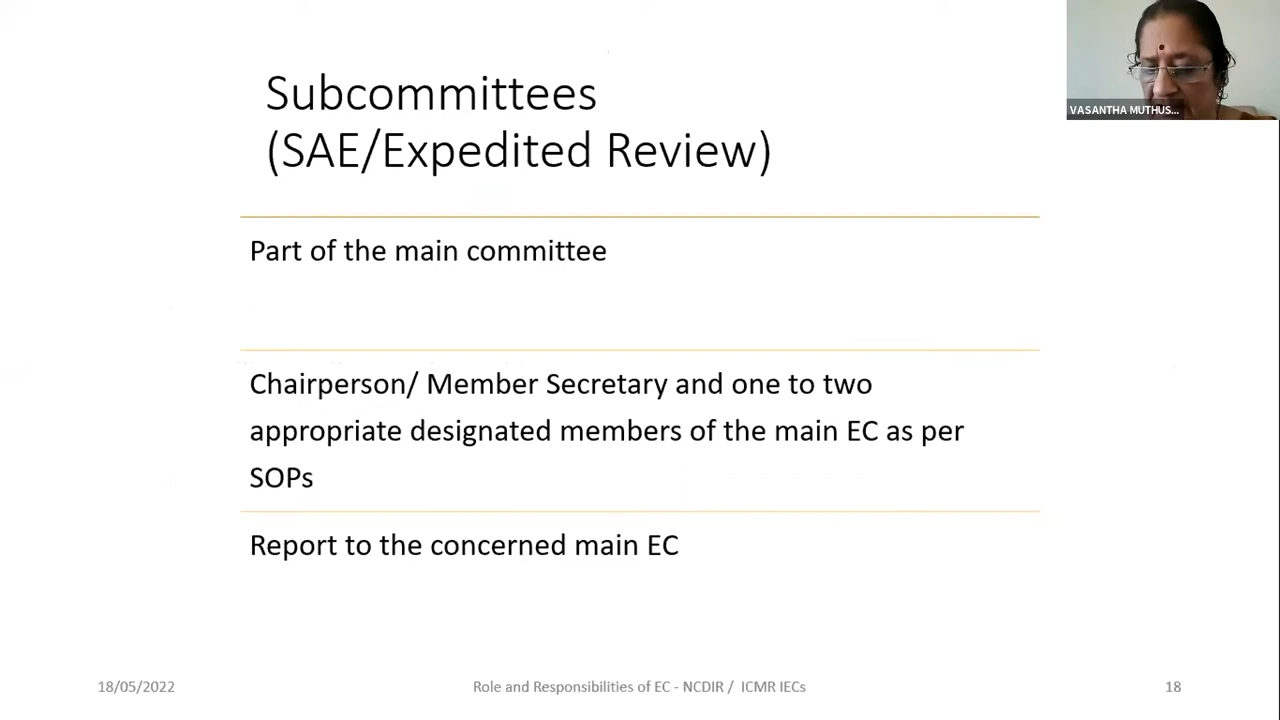 Subcommittees
(SAE/Expedited Review)
VASANTHA MUTHUS...
Part of the main committee
Chairperson/ Member Secretary and one to two
appropriate designated members of the main EC as per
SOPs
Report to the concerned main EC
18/05/2022
Role and Responsibilities of EC - NCDIR / ICMR IECs
18